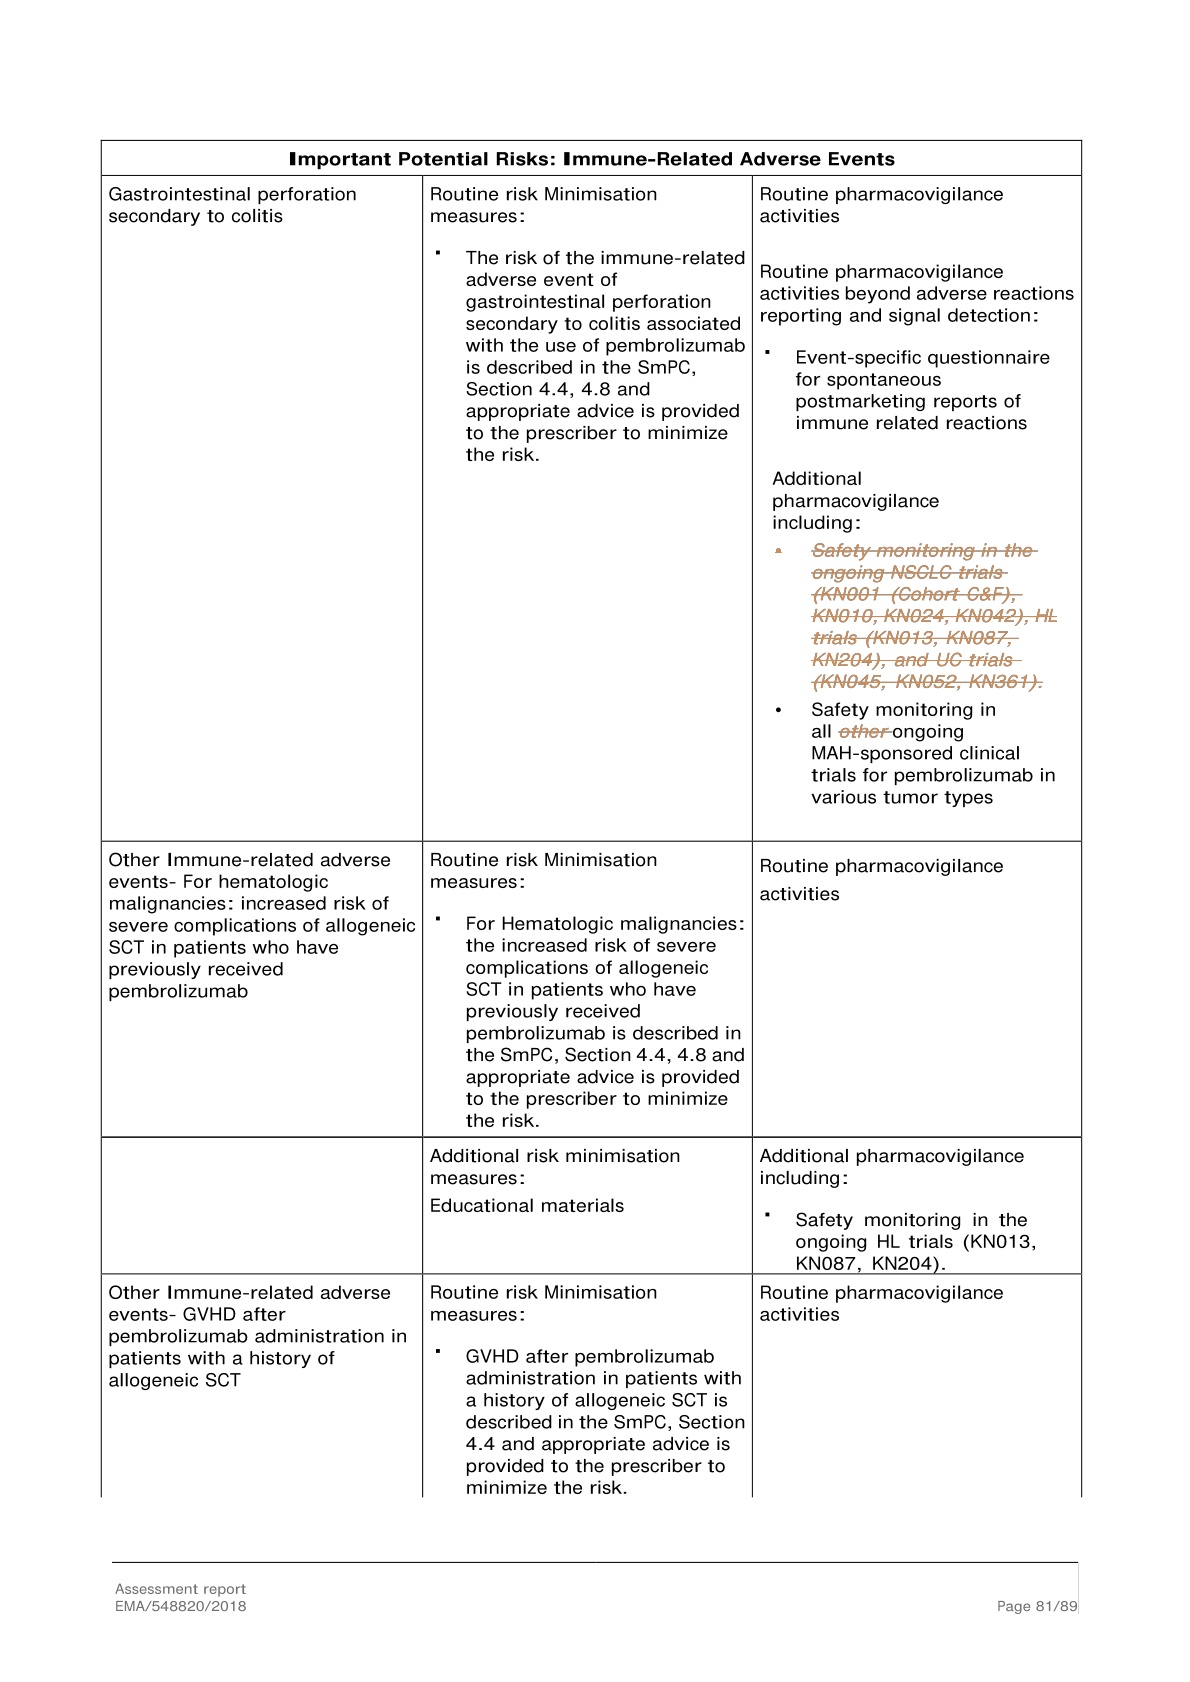 Important Potential Risks: Immune-Related Adverse Events
Gastrointestinal perforation
secondary to colitis
Routine risk Minimisation
measures:
▪ The risk of the immune-related
adverse event of
gastrointestinal perforation
secondary to colitis associated
with the use of pembrolizumab
is described in the SmPC,
Section 4.4, 4.8 and
appropriate advice is provided
to the prescriber to minimize
the risk.
Routine pharmacovigilance
activities
Routine pharmacovigilance
activities beyond adverse reactions
reporting and signal detection:
▪ Event-specific questionnaire
for spontaneous
postmarketing reports of
immune related reactions
Additional
pharmacovigilance
including:
• Safety monitoring in the
ongoing NSCLC trials
(KN001 (Cohort C&F),
KN010, KN024, KN042), HL
trials (KN013, KN087,
KN204), and UC trials
(KN045, KN052, KN361).
• Safety monitoring in
all other ongoing
MAH-sponsored clinical
trials for pembrolizumab in
various tumor types
Other Immune-related adverse
events- For hematologic
malignancies: increased risk of
severe complications of allogeneic
SCT in patients who have
previously received
pembrolizumab
Routine risk Minimisation
measures:
▪ For Hematologic malignancies:
the increased risk of severe
complications of allogeneic
SCT in patients who have
previously received
pembrolizumab is described in
the SmPC, Section 4.4, 4.8 and
appropriate advice is provided
to the prescriber to minimize
the risk.
Routine pharmacovigilance
activities
Additional risk minimisation
measures:
Educational materials
Additional pharmacovigilance
including:
▪ Safety monitoring in the
ongoing HL trials (KN013,
KN087, KN204).
Other Immune-related adverse
events- GVHD after
pembrolizumab administration in
patients with a history of
allogeneic SCT
Routine risk Minimisation
measures:
▪ GVHD after pembrolizumab
administration in patients with
a history of allogeneic SCT is
described in the SmPC, Section
4.4 and appropriate advice is
provided to the prescriber to
minimize the risk.
Routine pharmacovigilance
activities
Assessment report
EMA/548820/2018
Page 81/89